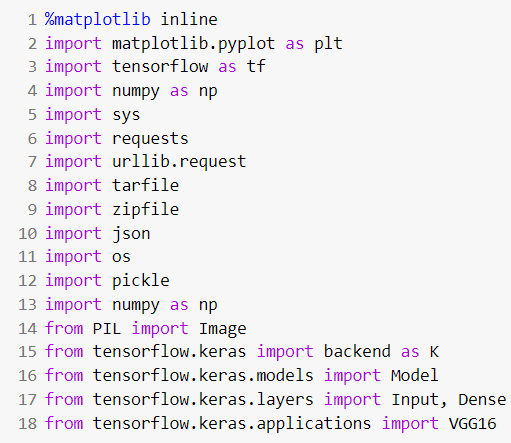 1 %matplotlib inline
2 import matplotlib.pyplot as plt
3 import tensorflow as tf
4 import numpy as np
5 import sys
6 import requests
7 import urllib.request
8 import tarfile
9 import zipfile
10 import json
11 import os
12 import pickle
13 import numpy as np
14 from PIL import Image
15 from tensorflow.keras import backend as K
16 from tensorflow.keras.models import Model
17 from tensorflow.keras.layers import Input, Dense
18 from tensorflow.keras.applications import VGG16